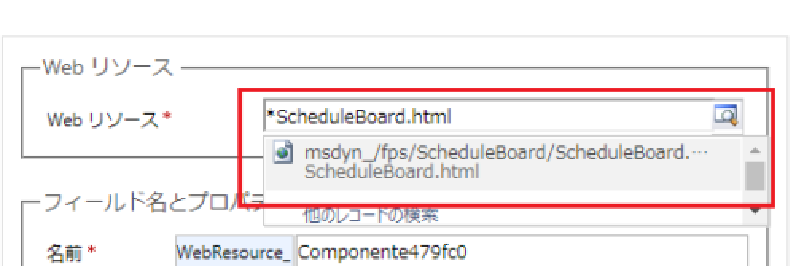 Web リソース
Web リソース*
*ScheduleBoard.html
msdyn_/fps/ScheduleBoard/ScheduleBoard.…
ScheduleBoard.html
フィールド名とプロパテ
他のレコードの検索
名前*
WebResource_ Componente479fc0